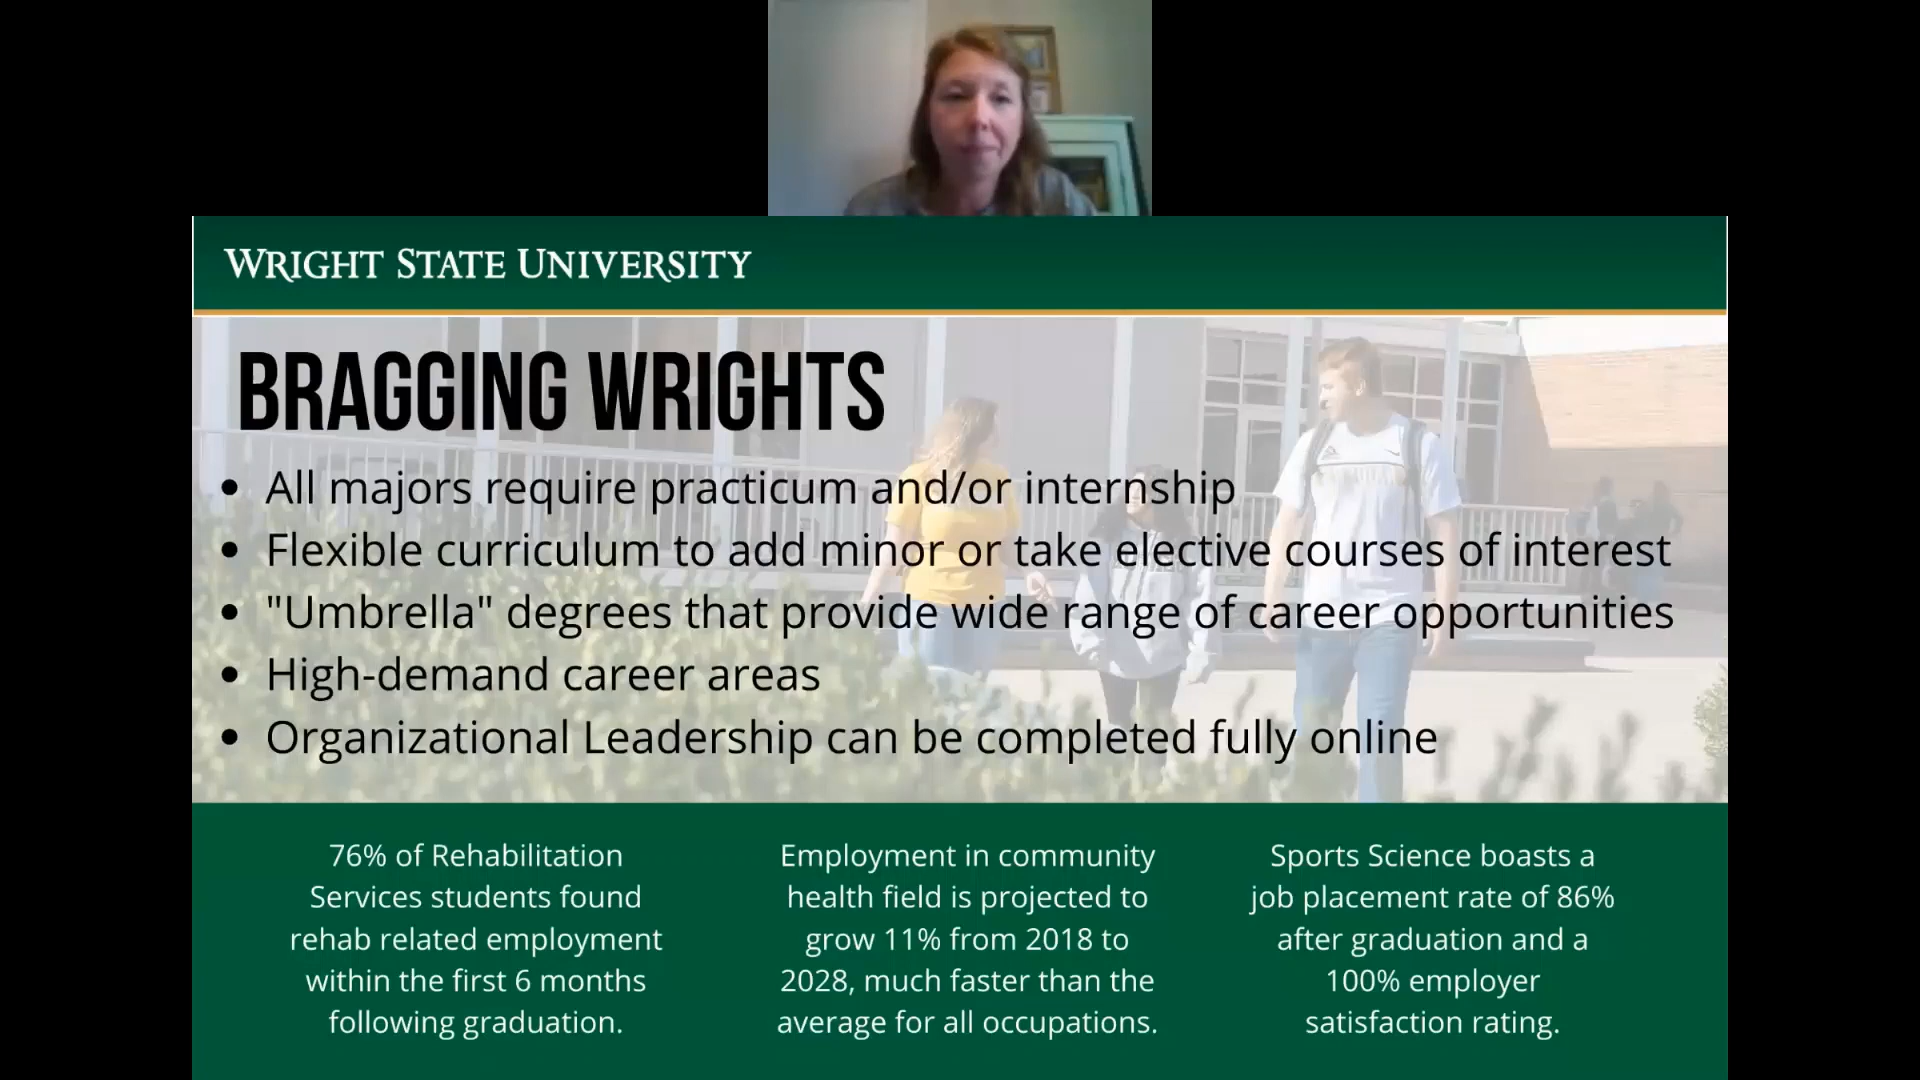 WRIGHT STATE UNIVERSITY
BRAGGING WRIGHTS
• All majors require practicum and/or internship
• Flexible curriculum to add minor or take elective courses of interest
• "Umbrella" degrees that provide wide range of career opportunities
• High-demand career areas
• Organizational Leadership can be completed fully online
76% of Rehabilitation
Services students found
rehab related employment
within the first 6 months
following graduation.
Employment in community
health field is projected to
grow 11% from 2018 to
2028, much faster than the
average for all occupations.
Sports Science boasts a
job placement rate of 86%
after graduation and a
100% employer
satisfaction rating.